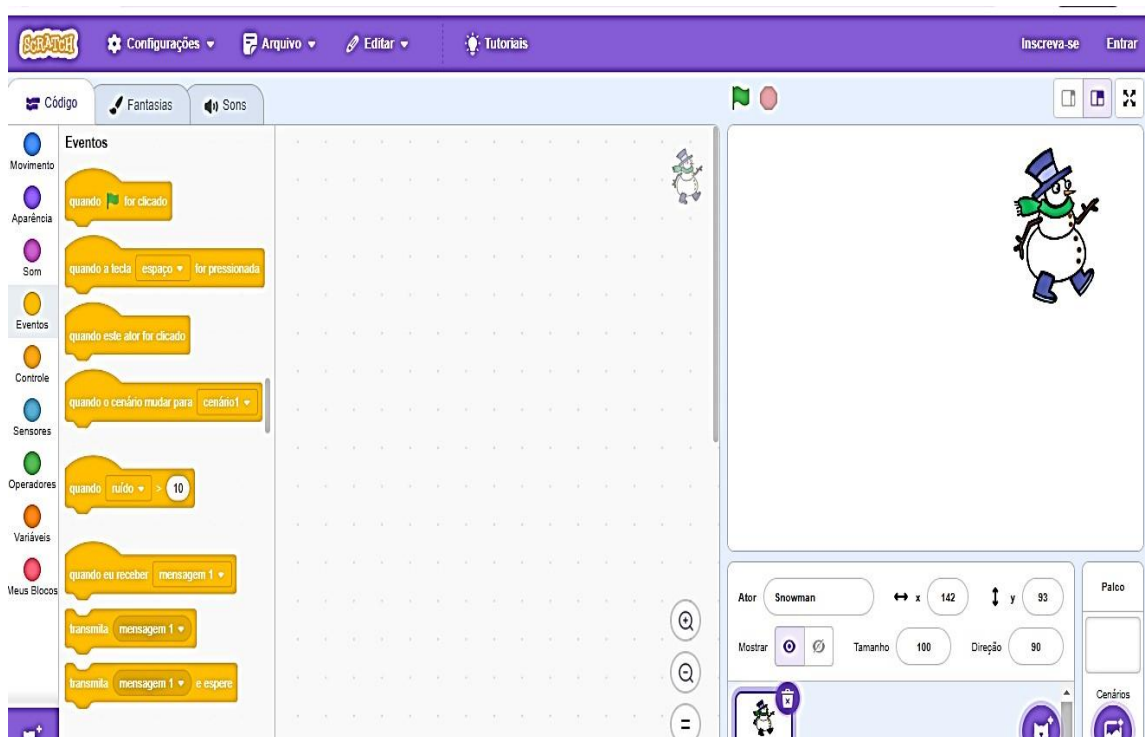 SCRATCH Configurações Arquivo Editar Tutoriais Inscreva-se Entrar
Código Fantasias Sons
Movimento
Aparência
Som
Eventos
Controle
Sensores
Operadores
Variáveis
Meus Blocos
Eventos
quando for clicado
quando a tecla espaço for pressionada
quando este ator for clicado
quando o cenário mudar para cenário1
quando ruído > 10
quando eu receber mensagem 1
transmita mensagem 1
transmita mensagem 1 e espere
Ator Snowman x 142 y 93
Mostrar Tamanho 100 Direção 90
Palco
Cenários